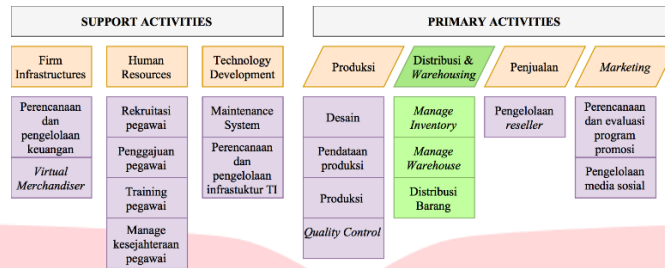 SUPPORT ACTIVITIES
PRIMARY ACTIVITIES
Firm
Infrastructures
Human
Resources
Technology
Development
Produksi
Distribusi &
Warehousing
Penjualan
Marketing
Perencanaan
dan
pengelolaan
keuangan
Virtual
Merchandiser
Rekruitasi
pegawai
Penggajuan
pegawai
Training
pegawai
Manage
kesejahteraan
pegawai
Maintenance
System
Perencanaan
dan
pengelolaan
infrastuktur TI
Desain
Pendataan
produksi
Produksi
Quality Control
Manage
Inventory
Manage
Warehouse
Distribusi
Barang
Pengelolaan
reseller
Perencanaan
dan evaluasi
program
promosi
Pengelolaan
media sosial